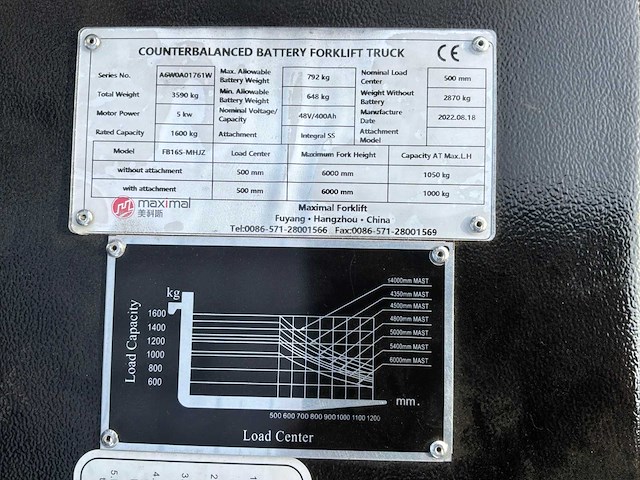 COUNTERBALANCED BATTERY FORKLIFT TRUCK CE
Series No. A6W0A01761W Max. Allowable Battery Weight 792 kg Nominal Load Center 500 mm
Total Weight 3590 kg Min. Allowable Battery Weight 648 kg Weight Without Battery 2870 kg
Motor Power 5 kw Nominal Voltage/ Capacity 48V/400Ah Manufacture Date 2022.08.18
Rated Capacity 1600 kg Attachment Integral SS Attachment Model
Model FB16S-MHJZ Load Center Maximum Fork Height Capacity AT Max.LH
without attachment 500 mm 6000 mm 1050 kg
with attachment 500 mm 6000 mm 1000 kg
maximal
美科斯
Maximal Forklift
Fuyang · Hangzhou · China
Tel:0086-571-28001566 Fax:0086-571-28001569
kg
Load Capacity
1600
1400
1200
1000
800
600
≤4000mm MAST
4350mm MAST
4500mm MAST
4800mm MAST
5000mm MAST
5400mm MAST
6000mm MAST
mm.
500 600 700 800 900 1000 1100 1200
Load Center
5 4 3 2 1